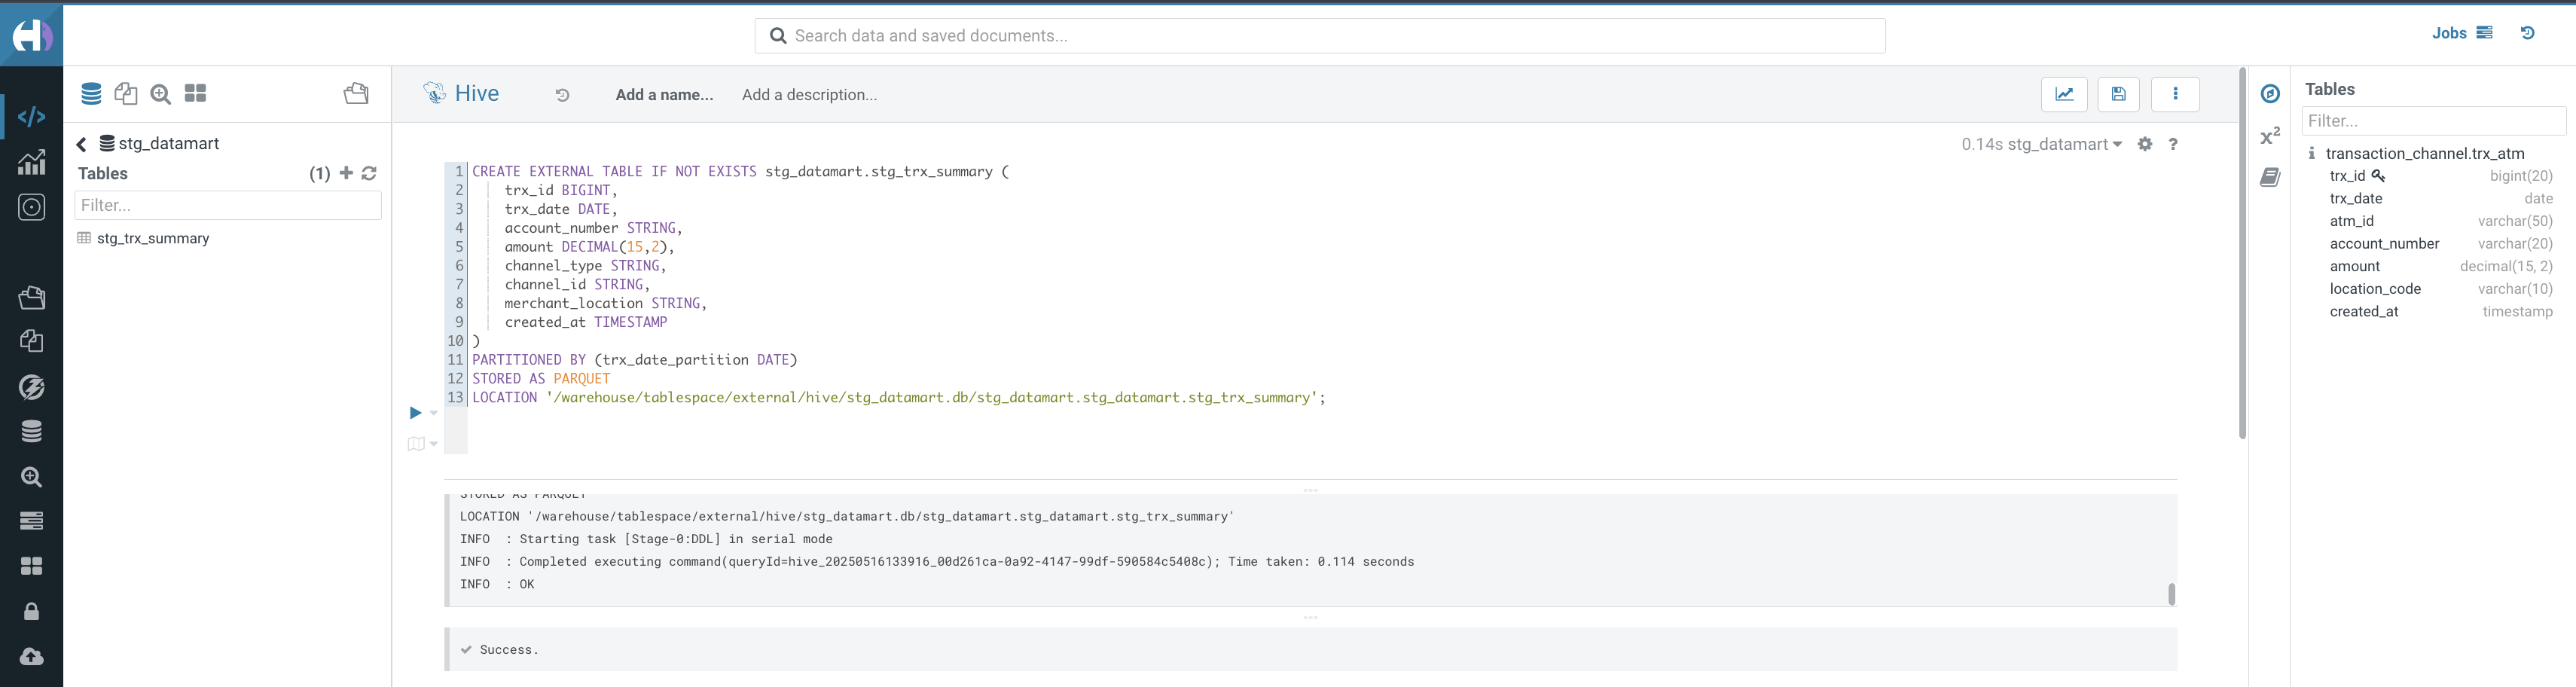 Search data and saved documents...
Jobs
stg_datamart
Tables
(1)
Filter...
stg_trx_summary
Hive
Add a name...
Add a description...
0.14s stg_datamart
?
1 CREATE EXTERNAL TABLE IF NOT EXISTS stg_datamart.stg_trx_summary (
2 trx_id BIGINT,
3 trx_date DATE,
4 account_number STRING,
5 amount DECIMAL(15,2),
6 channel_type STRING,
7 channel_id STRING,
8 merchant_location STRING,
9 created_at TIMESTAMP
10 )
11 PARTITIONED BY (trx_date_partition DATE)
12 STORED AS PARQUET
13 LOCATION '/warehouse/tablespace/external/hive/stg_datamart.db/stg_datamart.stg_datamart.stg_trx_summary';
STORED AS PARQUET
LOCATION '/warehouse/tablespace/external/hive/stg_datamart.db/stg_datamart.stg_datamart.stg_trx_summary'
INFO  : Starting task [Stage-0:DDL] in serial mode
INFO  : Completed executing command(queryId=hive_20250516133916_00d261ca-0a92-4147-99df-590584c5408c); Time taken: 0.114 seconds
INFO  : OK
Success.
x2
Tables
Filter...
transaction_channel.trx_atm
trx_id bigint(20)
trx_date date
atm_id varchar(50)
account_number varchar(20)
amount decimal(15, 2)
location_code varchar(10)
created_at timestamp